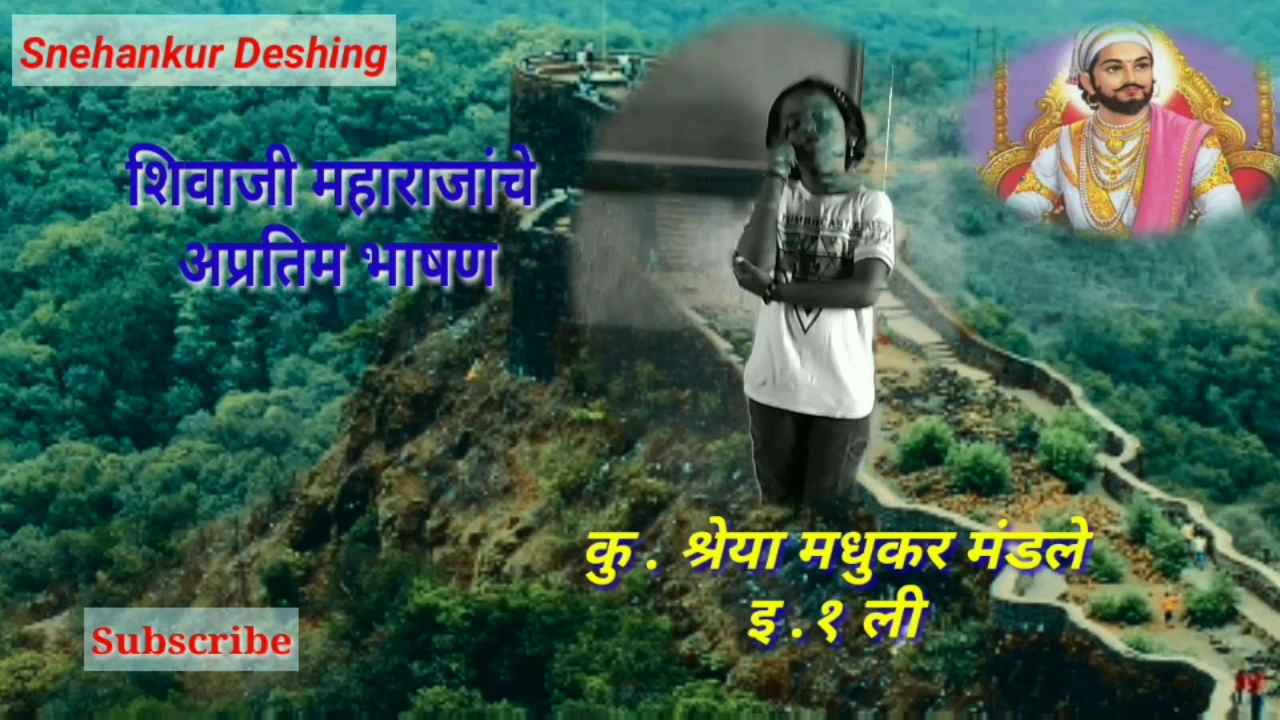 Snehankur Deshing
शिवाजी महाराजांचे
अप्रतिम भाषण
कु. श्रेया मधुकर मंडले
इ.१ ली
Subscribe